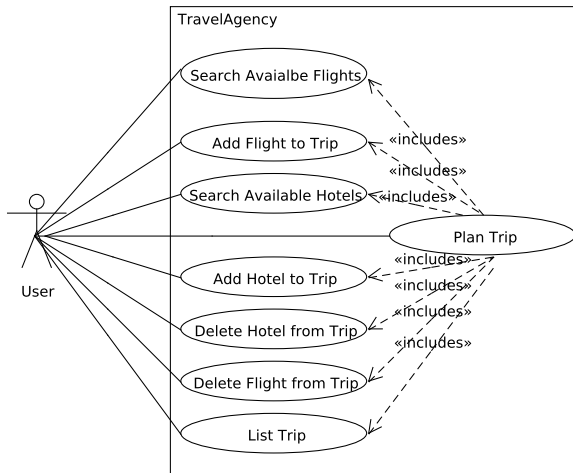 TravelAgency
Search Avaialbe Flights
«includes»
Add Flight to Trip
«includes»
Search Available Hotels
«includes»
Plan Trip
«includes»
Add Hotel to Trip
«includes»
User
«includes»
Delete Hotel from Trip
«includes»
Delete Flight from Trip
List Trip